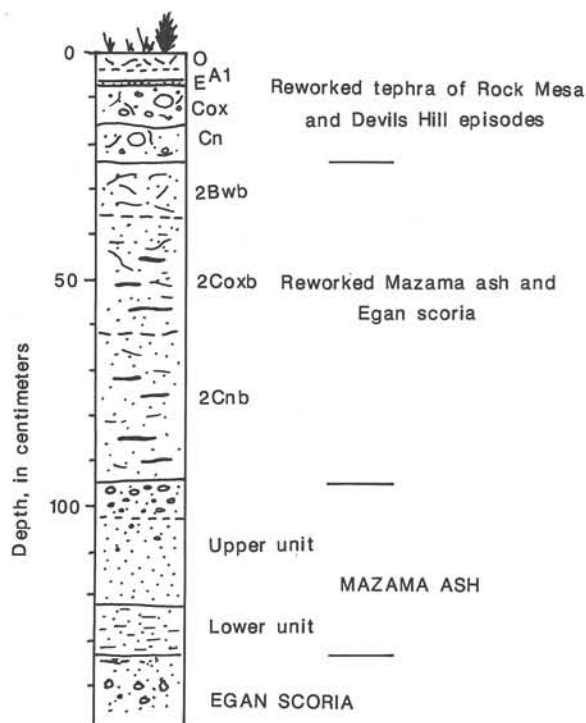 0
O
A1
E
Cox
Reworked tephra of Rock Mesa
and Devils Hill episodes
Cn
2Bwb
50
2Coxb
Reworked Mazama ash and
Egan scoria
2Cnb
Depth, in centimeters
100
Upper unit
MAZAMA ASH
Lower unit
EGAN SCORIA